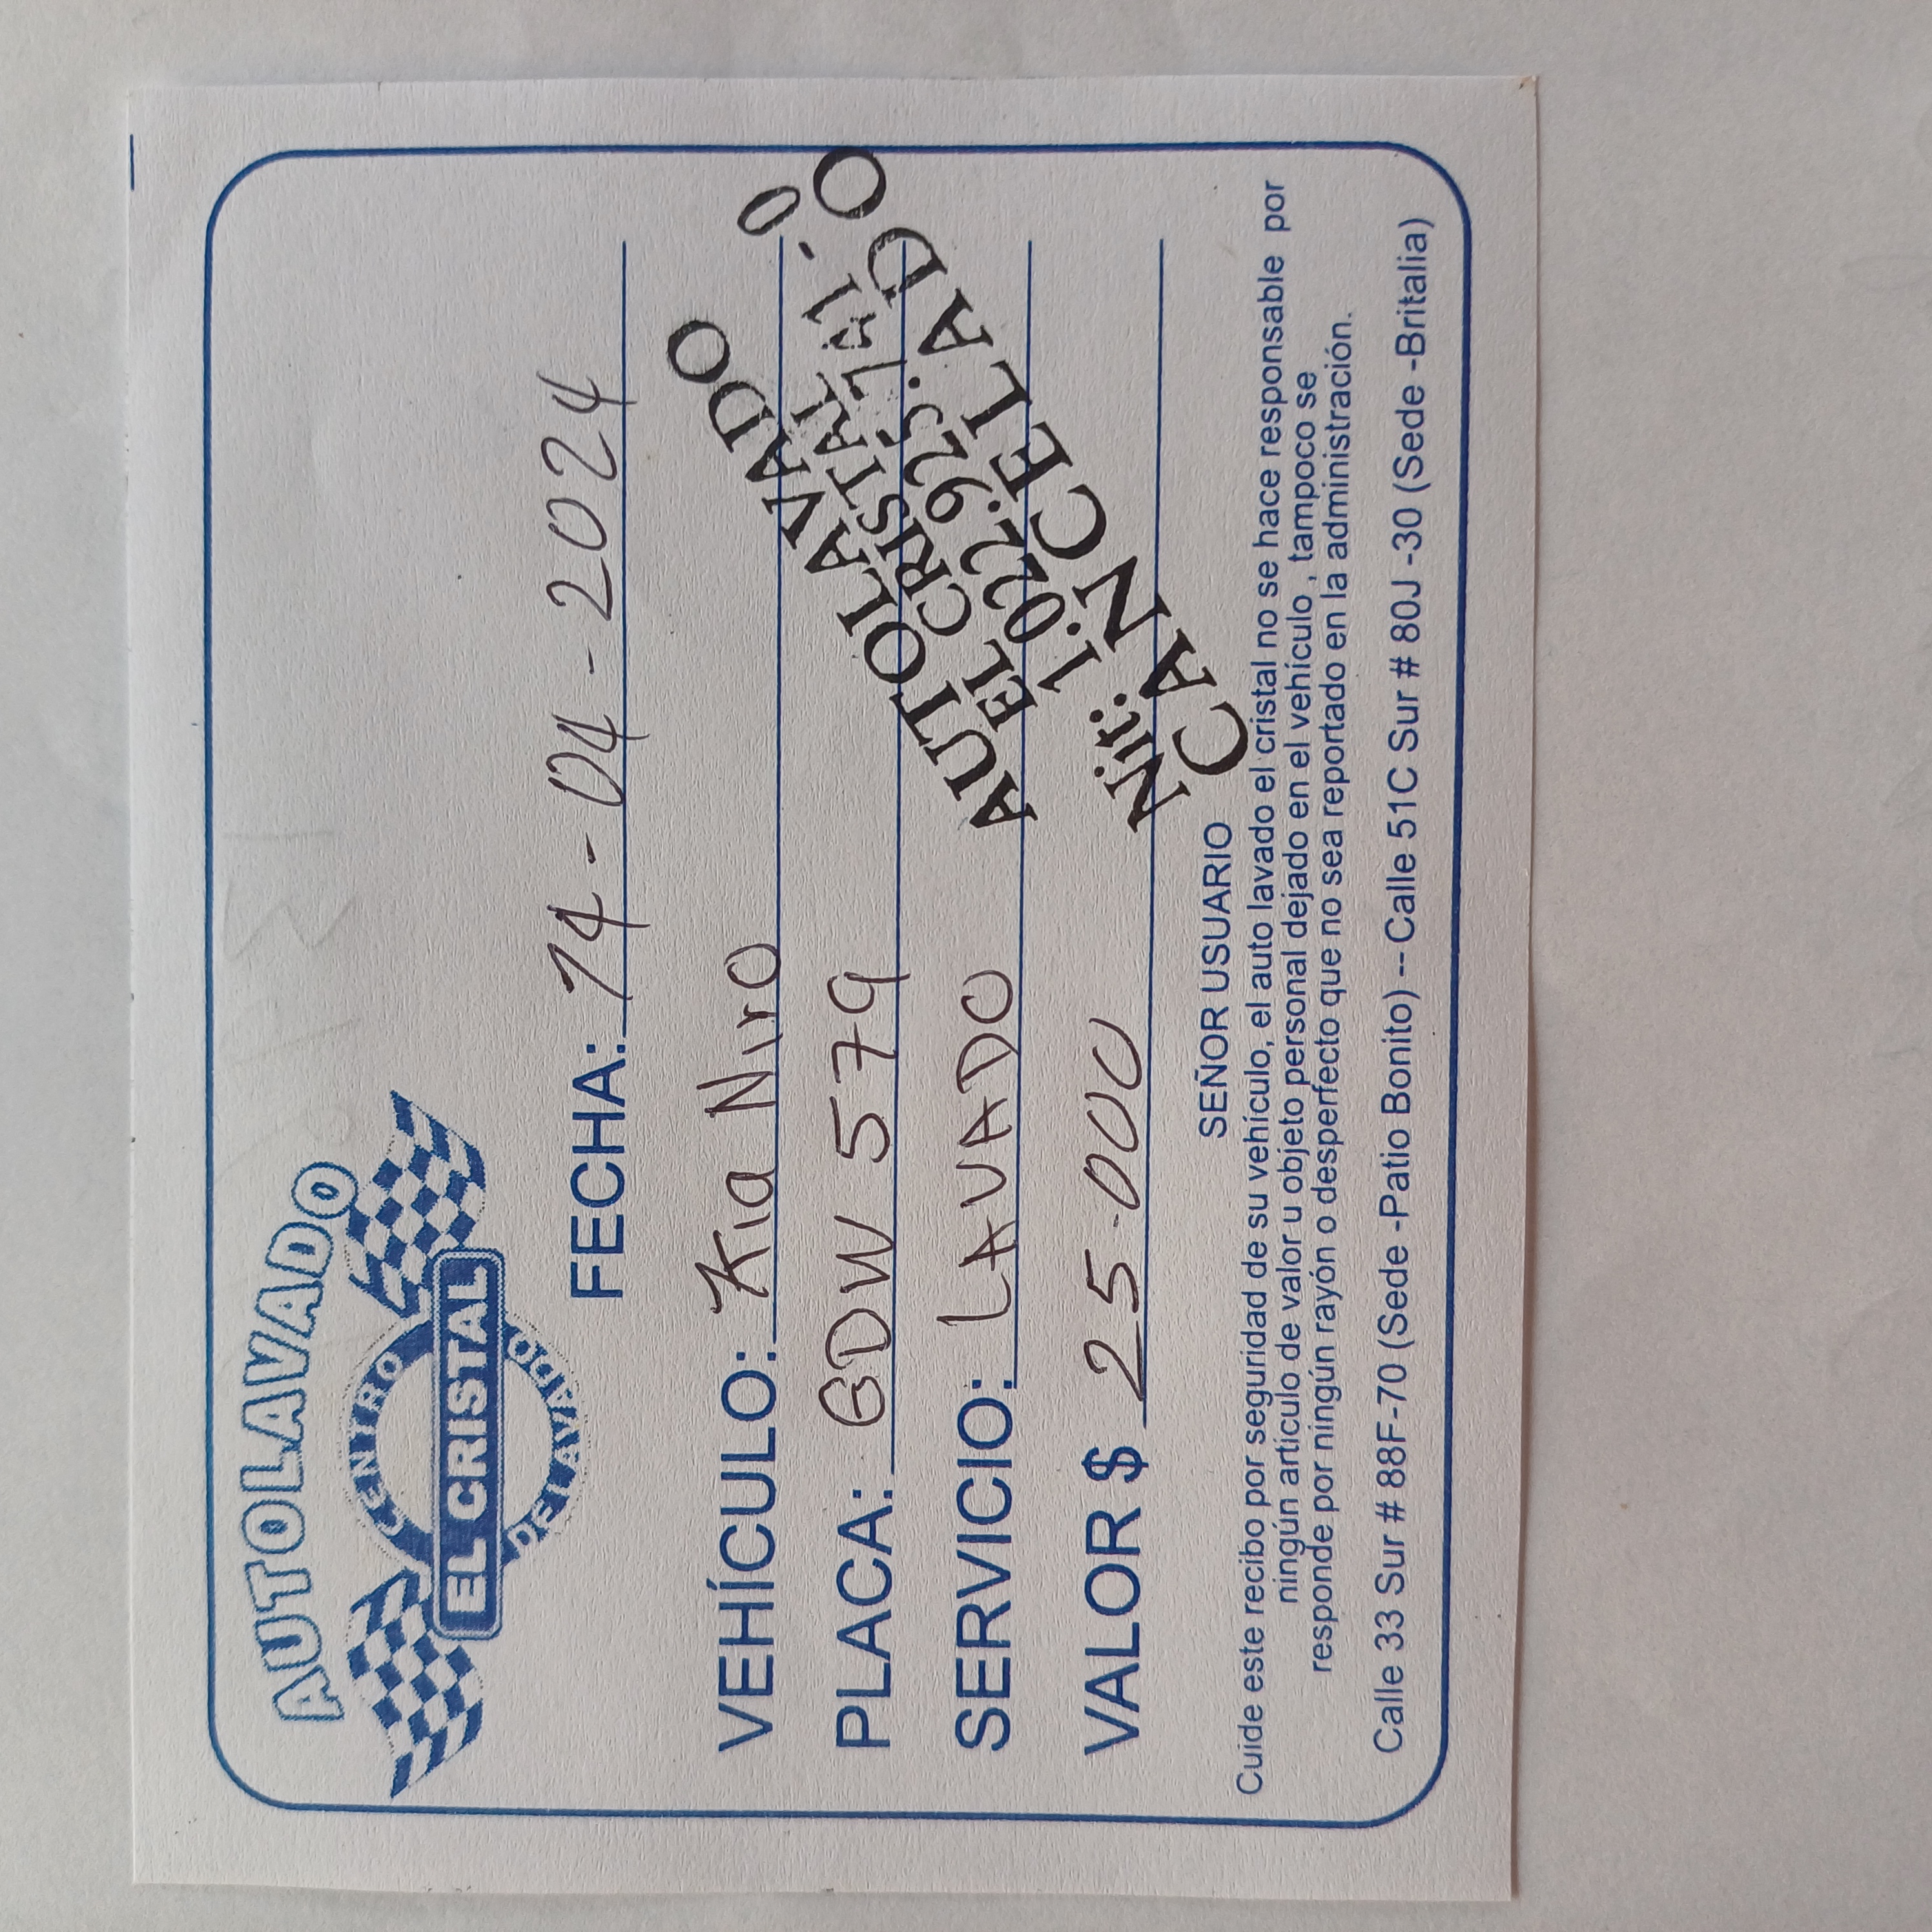 AUTOLAVADO
CENTRO
EL CRISTAL
DE LAVADO
FECHA: 14-04-2024
VEHÍCULO: Kia Niro
PLACA: GDW 579
SERVICIO: LAVADO
VALOR $ 25-000
AUTOLAVADO
AUTOLAVADO
EL CRISTAL
Nit: 1.022.925.741-0
CANCELADO
SEÑOR USUARIO
Cuide este recibo por seguridad de su vehículo, el auto lavado el cristal no se hace responsable por
ningún artículo de valor u objeto personal dejado en el vehículo , tampoco se
responde por ningún rayón o desperfecto que no sea reportado en la administración.
Calle 33 Sur # 88F-70 (Sede -Patio Bonito) -- Calle 51C Sur # 80J -30 (Sede -Britalia)